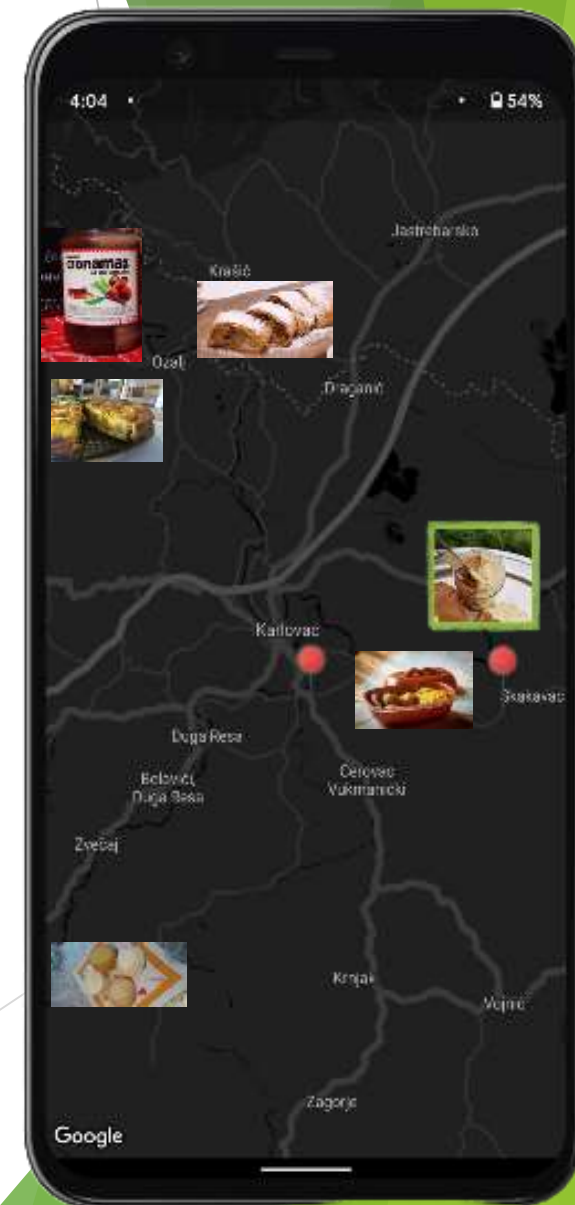 4:04
54%
Jastrebarsko
Krašić
Ozalj
Draganić
Karlovac
Skakavac
Duga Resa
Cerovac
Vukmanićki
Belavići,
Duga Resa
Zvečaj
Krnjak
Vojnić
Zagorje
Google